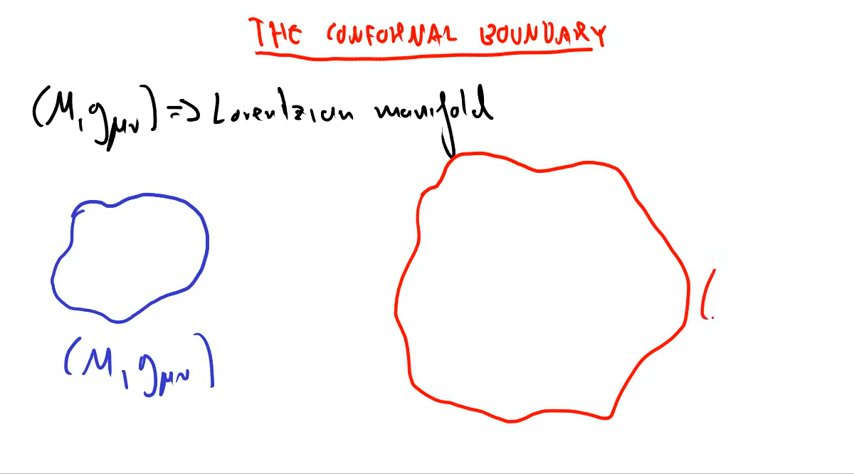 THE CONFORMAL BOUNDARY
(M, gμν) => Lorentzian manifold
(M, gμν)
(